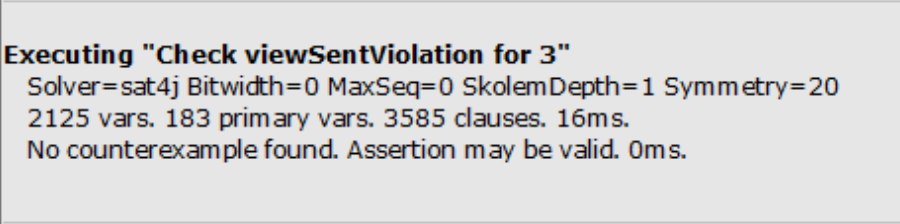 Executing "Check viewSentViolation for 3"
Solver=sat4j Bitwidth=0 MaxSeq=0 SkolemDepth=1 Symmetry=20
2125 vars. 183 primary vars. 3585 clauses. 16ms.
No counterexample found. Assertion may be valid. 0ms.